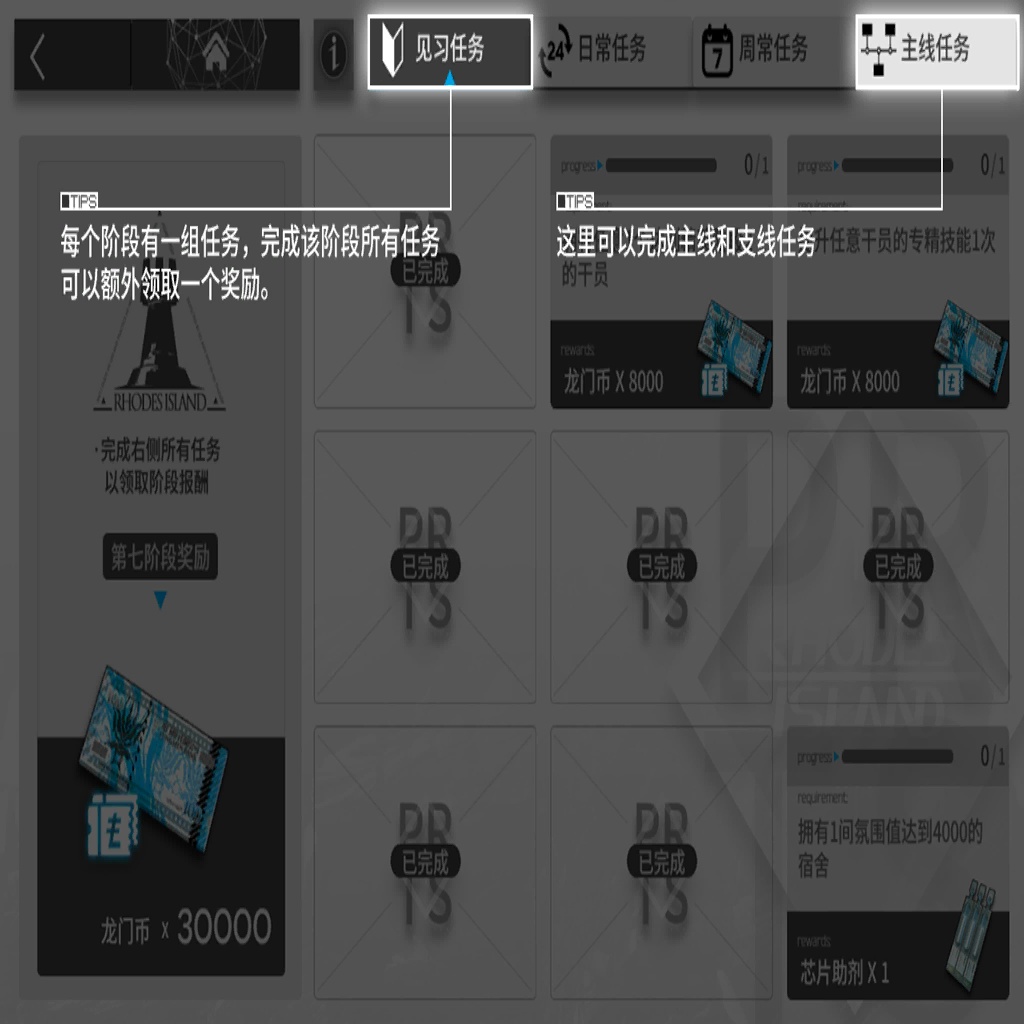 见习任务
24
日常任务
7
周常任务
主线任务
TIPS
每个阶段有一组任务，完成该阶段所有任务
可以额外领取一个奖励。
TIPS
这里可以完成主线和支线任务
RHODES ISLAND
·完成右侧所有任务
以领取阶段报酬
第七阶段奖励
龙门币 x 30000
已完成
progress
0/1
的干员
rewards:
龙门币 X 8000
progress
0/1
requirement:
升任意干员的专精技能1次
rewards:
龙门币 X 8000
已完成
已完成
已完成
已完成
已完成
progress
0/1
requirement:
拥有1间氛围值达到4000的
宿舍
rewards:
芯片助剂 X 1
RHODES
ISLAND